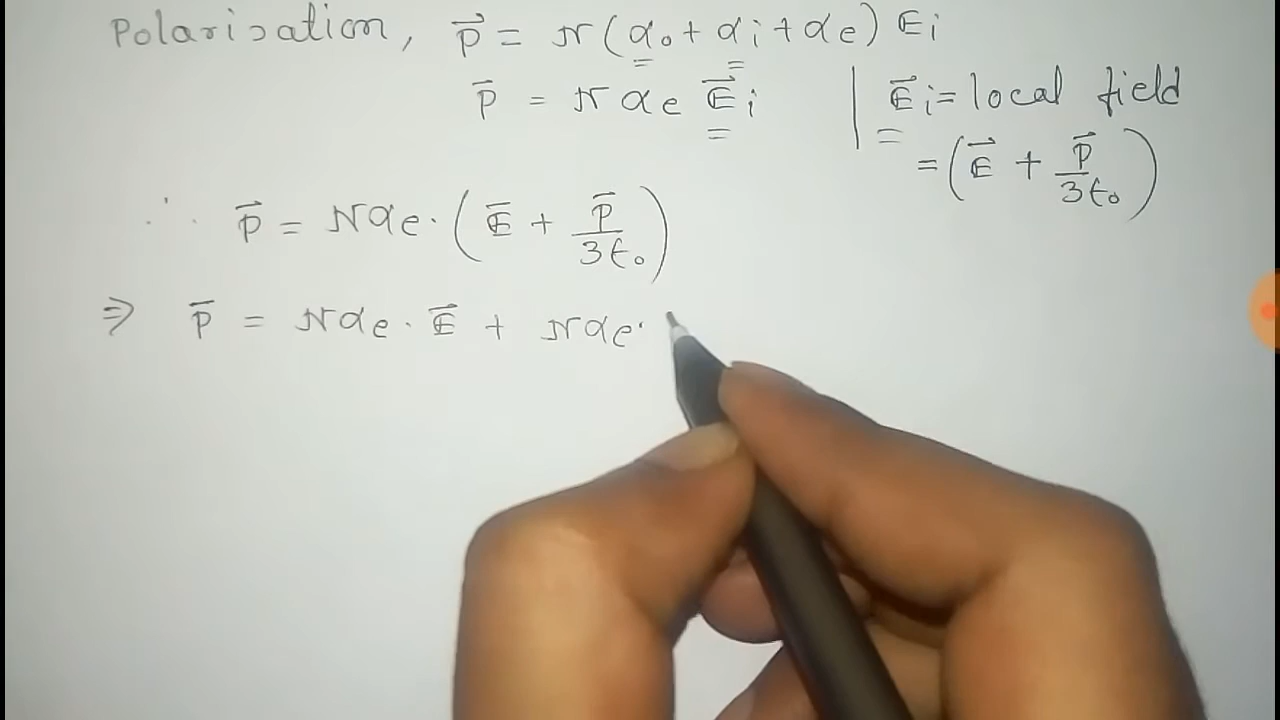 Polarisation, P⃗ = N(α₀ + αᵢ + αₑ) Eᵢ
P⃗ = N αₑ E⃗ᵢ | E⃗ᵢ = local field
= (E⃗ + P⃗/3ε₀)
∴ P⃗ = Nαₑ · (E⃗ + P⃗/3ε₀)
⇒ P⃗ = Nαₑ · E⃗ + Nαₑ ·